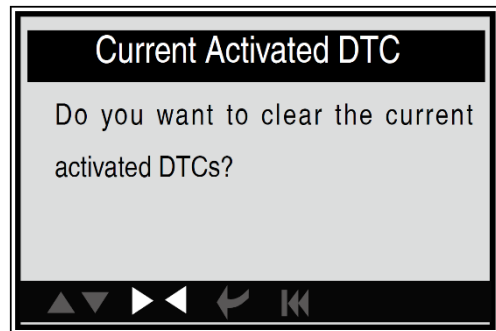 Current Activated DTC
Do you want to clear the current
activated DTCs?